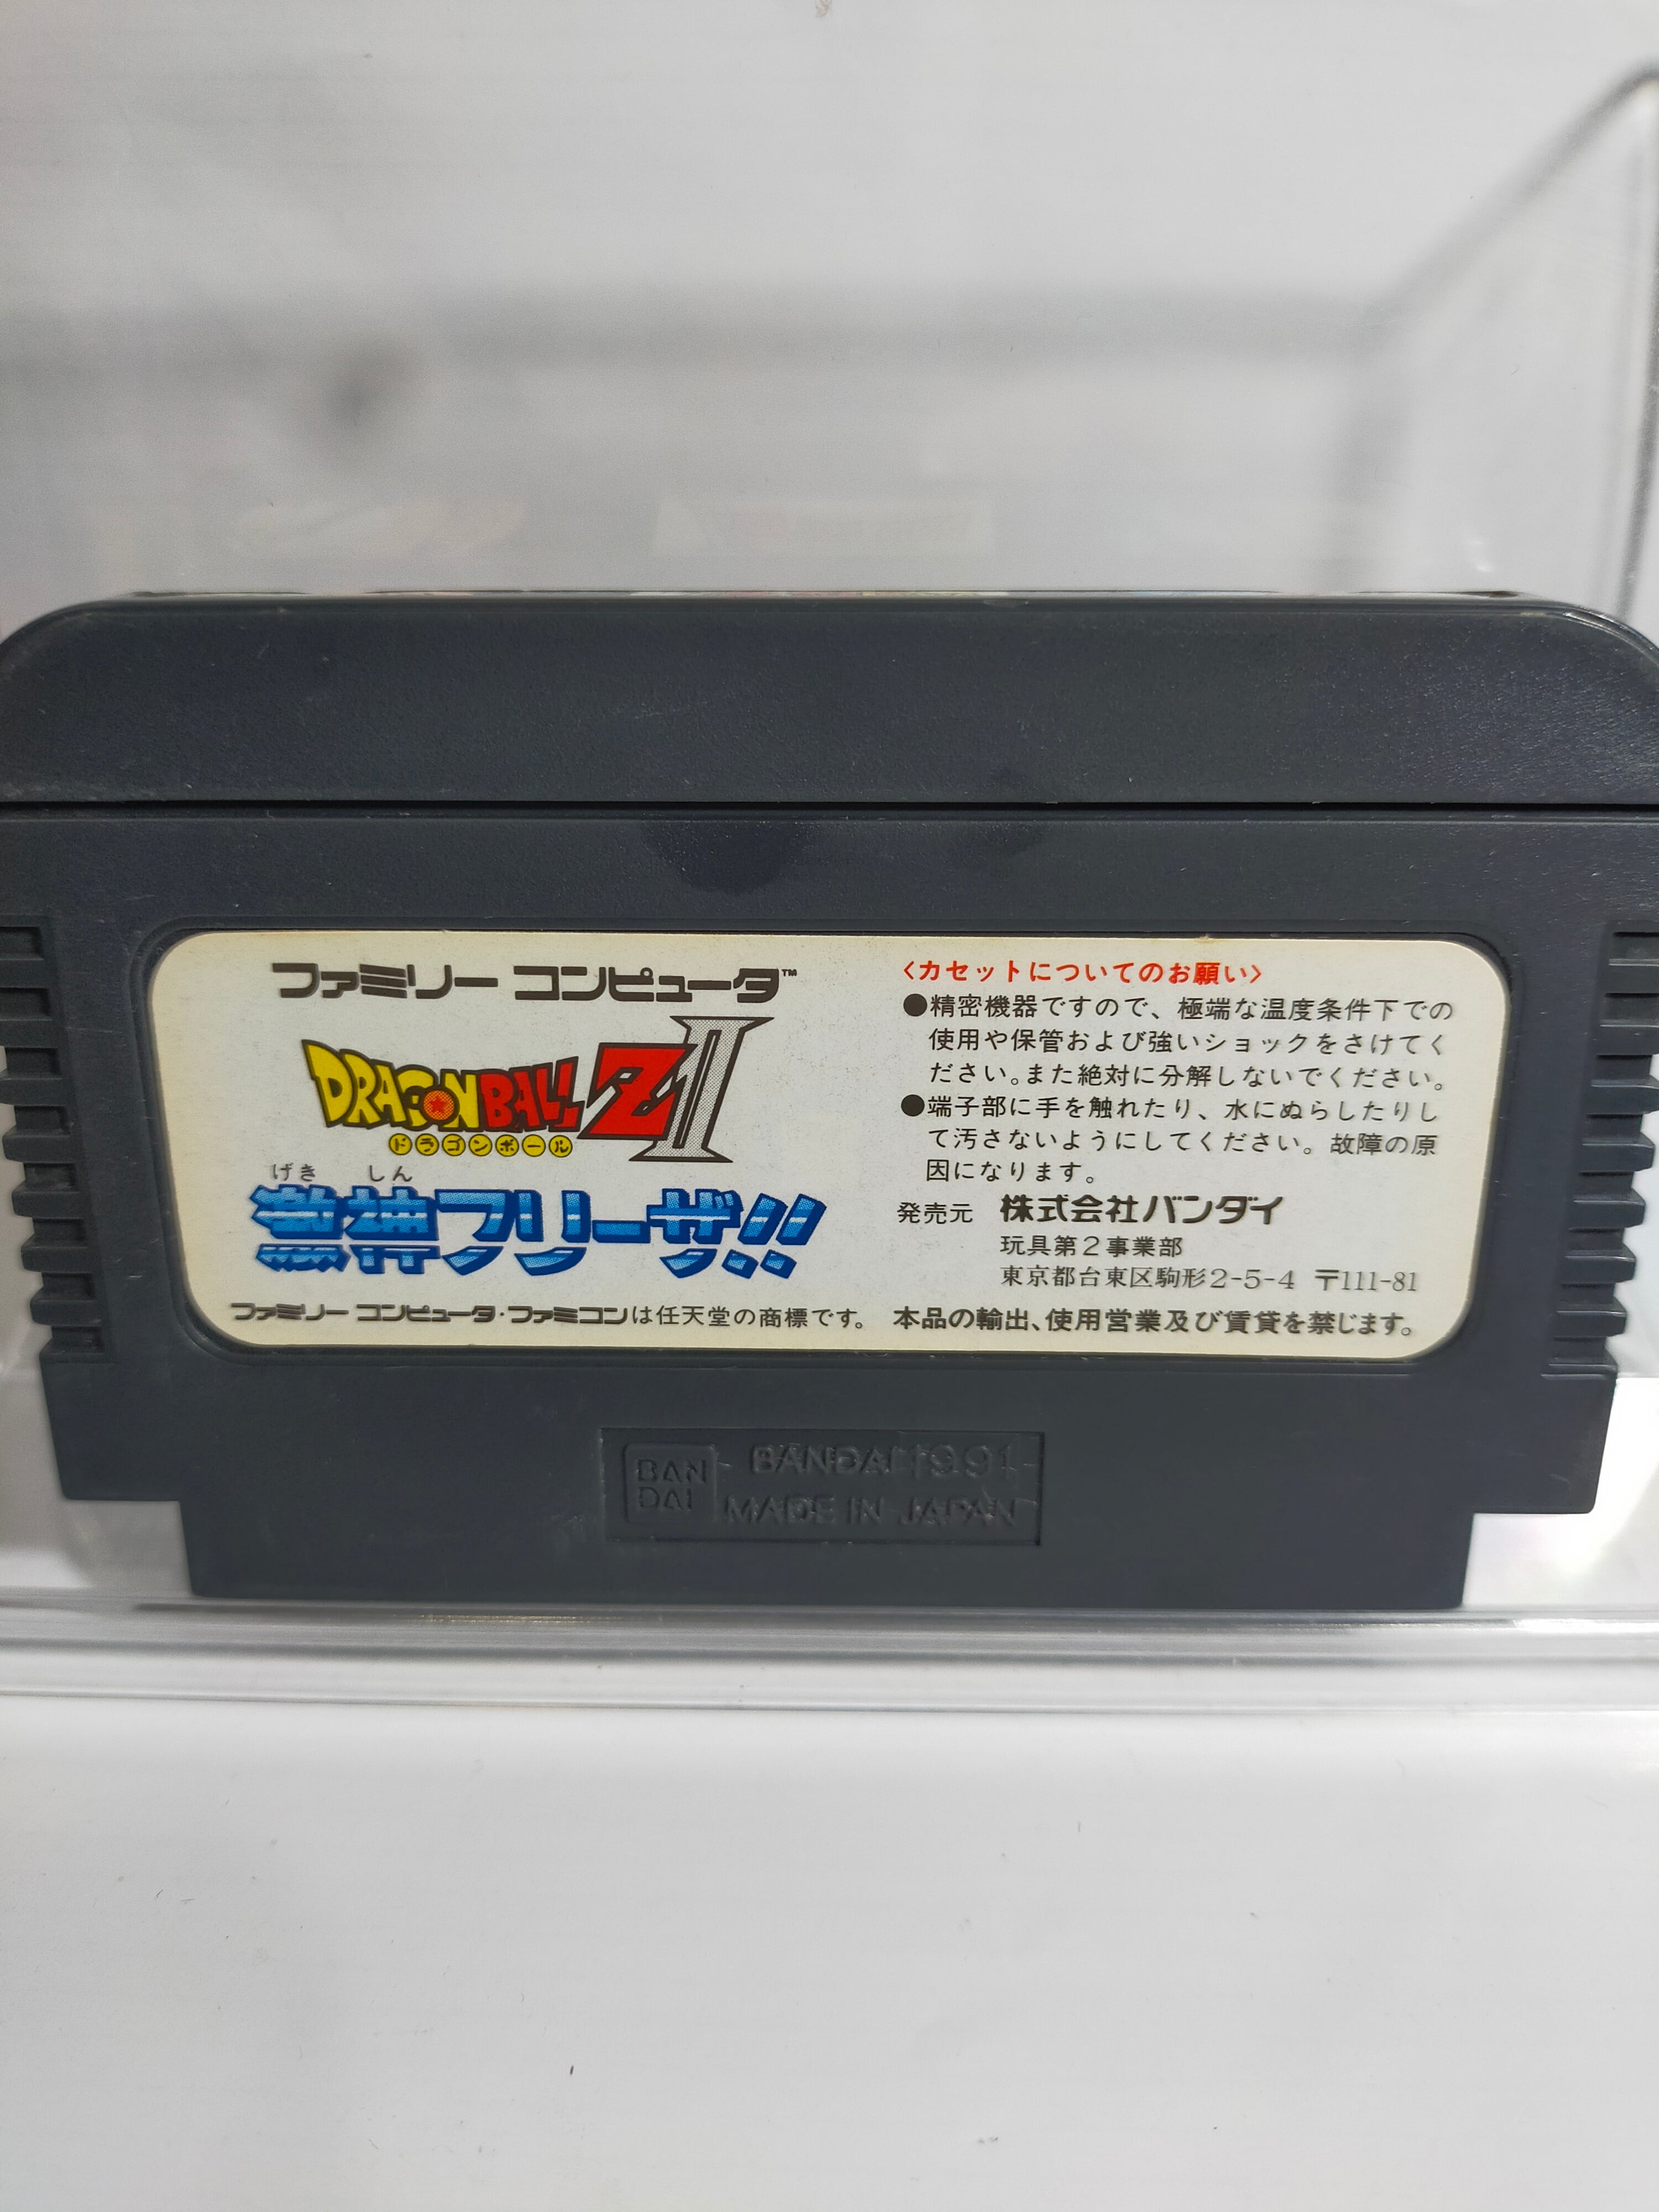 ファミリー コンピュータ™
DRAGON BALL Z II
ドラゴンボール
げき しん
激神フリーザ!!
〈カセットについてのお願い〉
●精密機器ですので、極端な温度条件下での
使用や保管および強いショックをさけてく
ださい。また絶対に分解しないでください。
●端子部に手を触れたり、水にぬらしたりし
て汚さないようにしてください。故障の原
因になります。
発売元 株式会社バンダイ
玩具第2事業部
東京都台東区駒形2-5-4 〒111-81
ファミリー コンピュータ・ファミコンは任天堂の商標です。 本品の輸出、使用営業及び賃貸を禁じます。
BAN
DAI
BANDAI 1991
MADE IN JAPAN